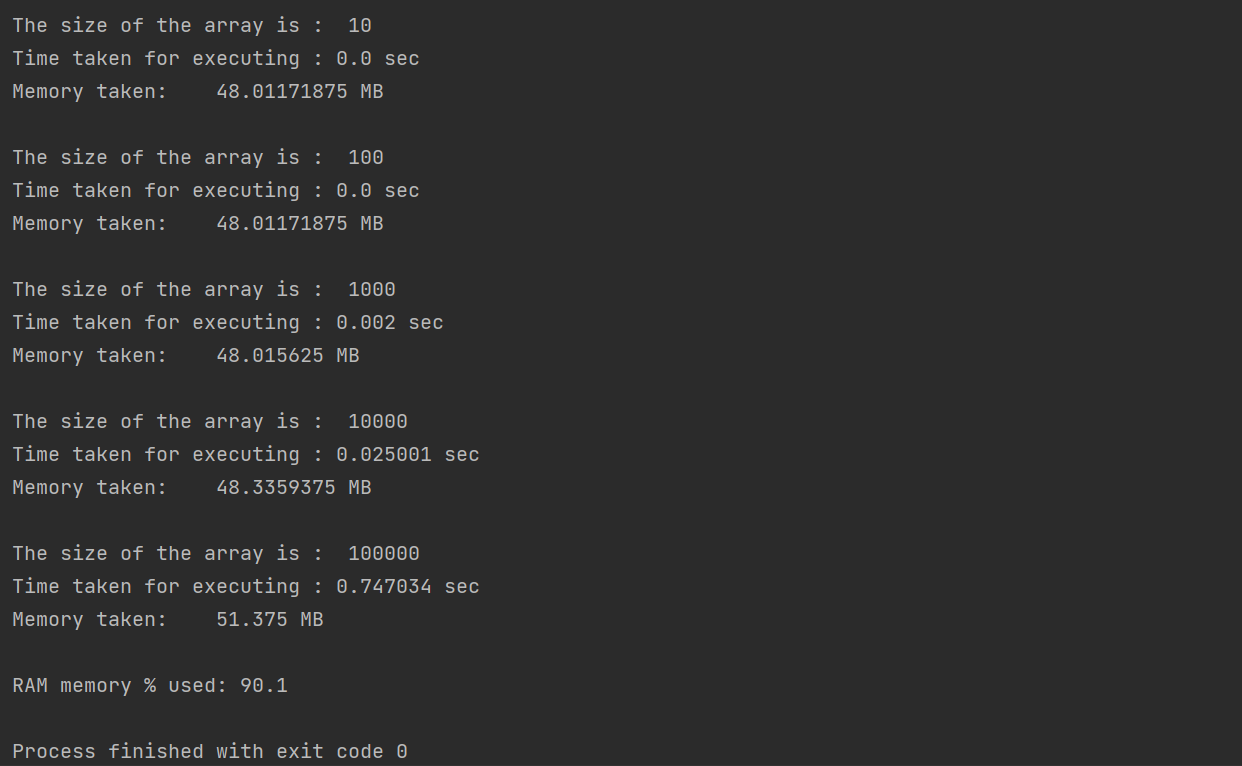 The size of the array is :  10
Time taken for executing : 0.0 sec
Memory taken:    48.01171875 MB

The size of the array is :  100
Time taken for executing : 0.0 sec
Memory taken:    48.01171875 MB

The size of the array is :  1000
Time taken for executing : 0.002 sec
Memory taken:    48.015625 MB

The size of the array is :  10000
Time taken for executing : 0.025001 sec
Memory taken:    48.3359375 MB

The size of the array is :  100000
Time taken for executing : 0.747034 sec
Memory taken:    51.375 MB

RAM memory % used: 90.1

Process finished with exit code 0